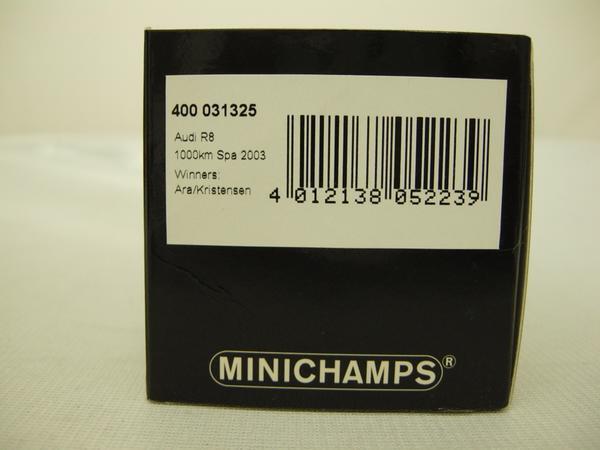 400 031325
Audi R8
1000km Spa 2003
Winners:
Ara/Kristensen
4 012138 052239
MINICHAMPS®